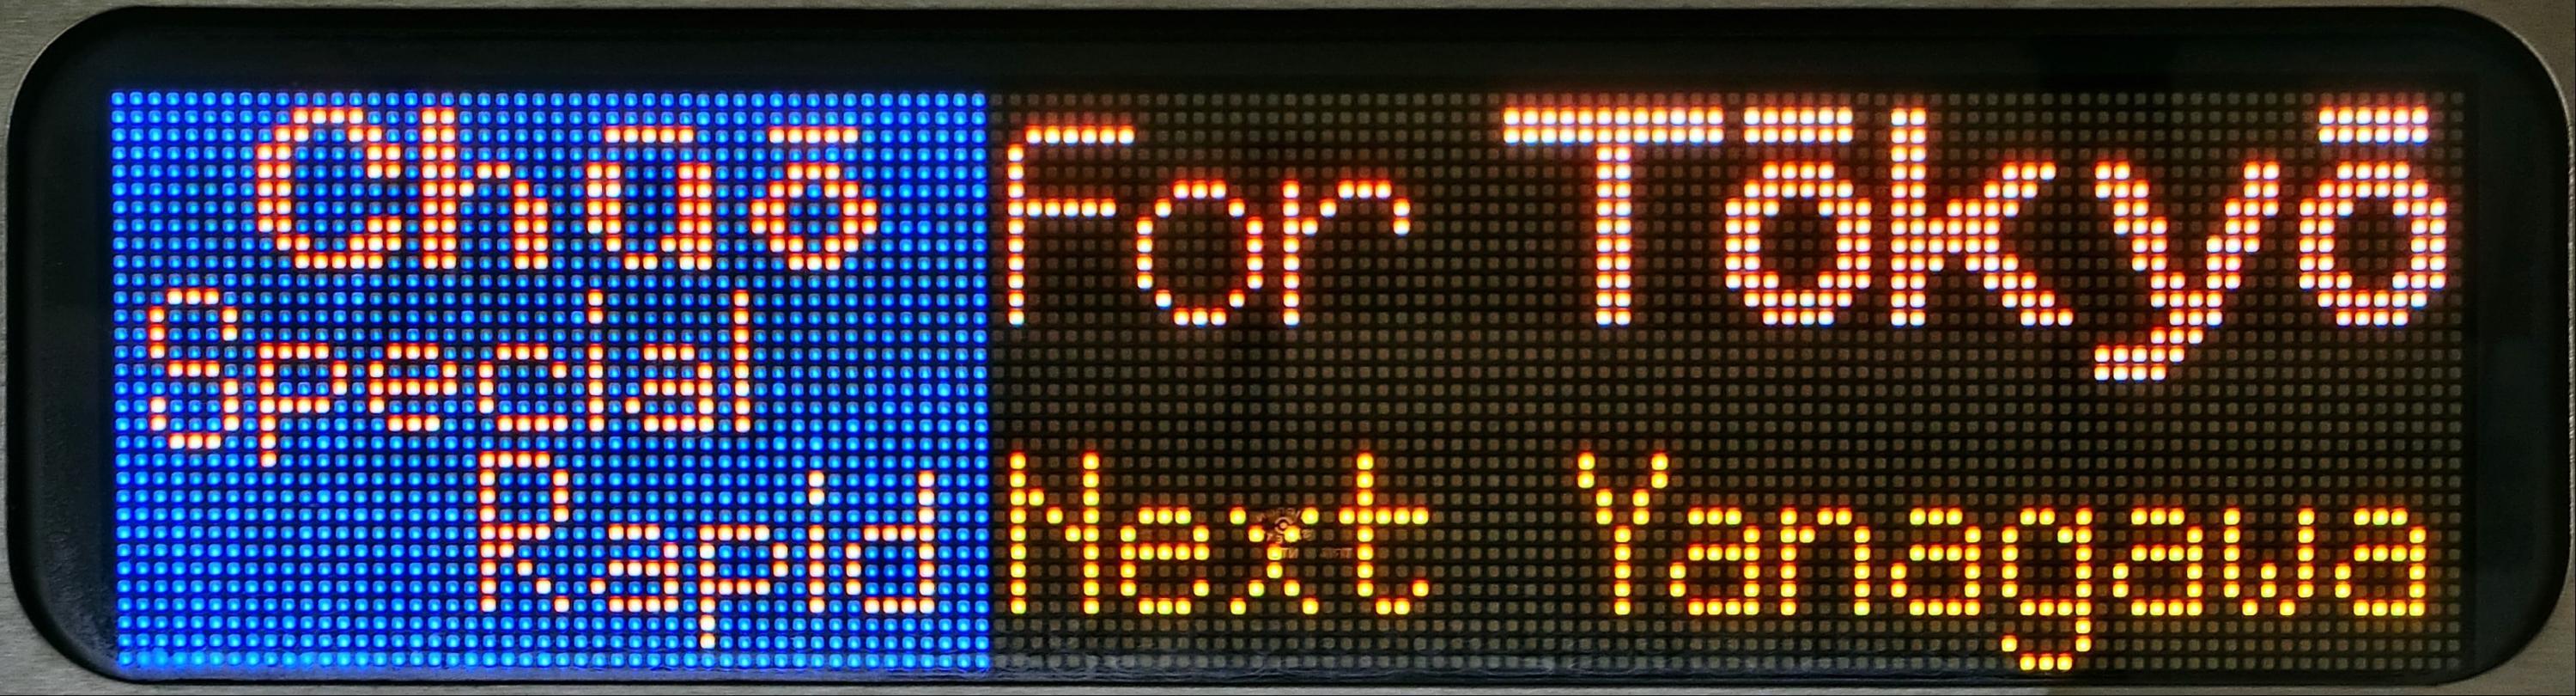 Chūō
Special
Rapid
For Tōkyō
Next Yanagawa